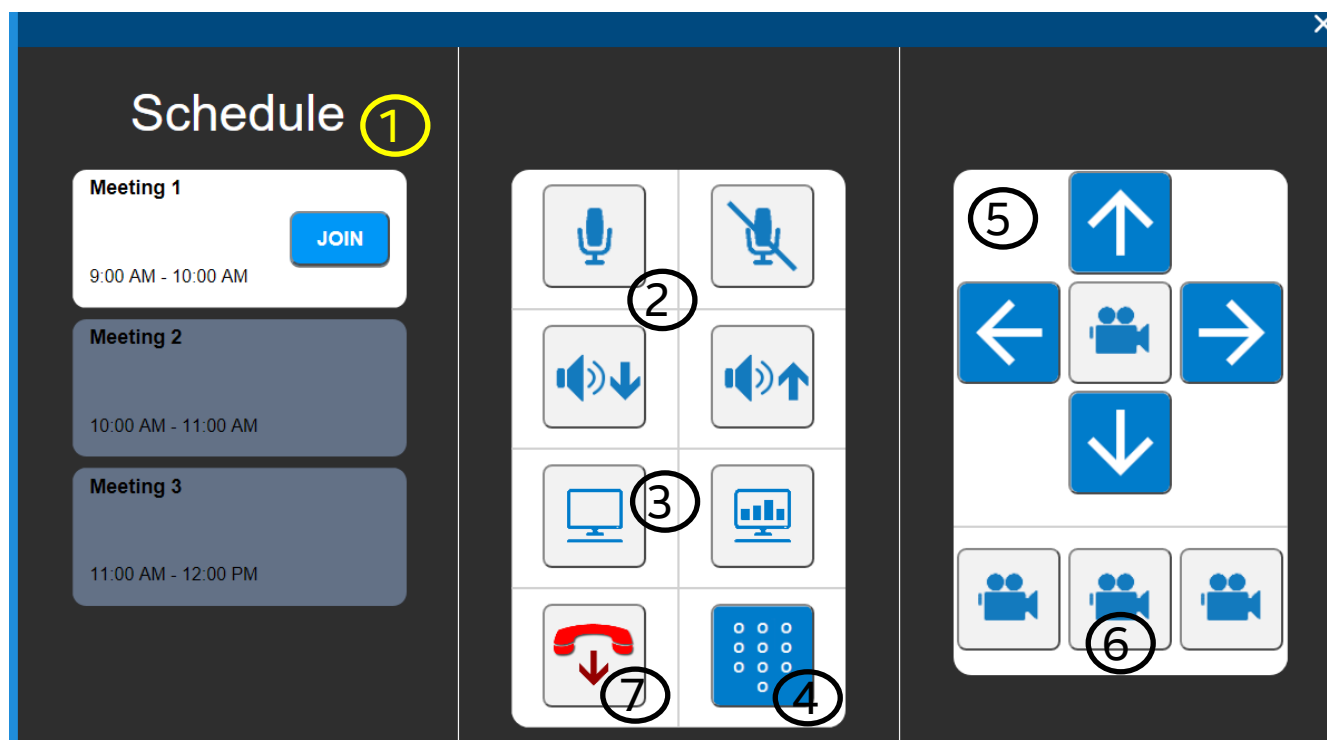 Schedule 1
Meeting 1
JOIN
9:00 AM - 10:00 AM
Meeting 2
10:00 AM - 11:00 AM
Meeting 3
11:00 AM - 12:00 PM
2
3
7
4
5
6